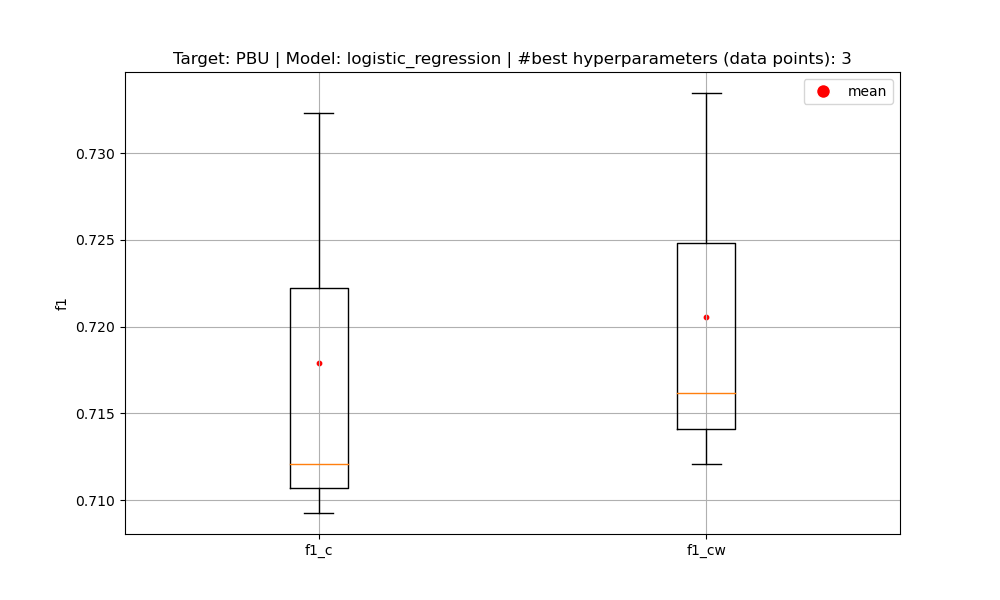 Target: PBU | Model: logistic_regression | #best hyperparameters (data points): 3
mean
0.730
0.725
0.720
0.715
0.710
f1
f1_c
f1_cw